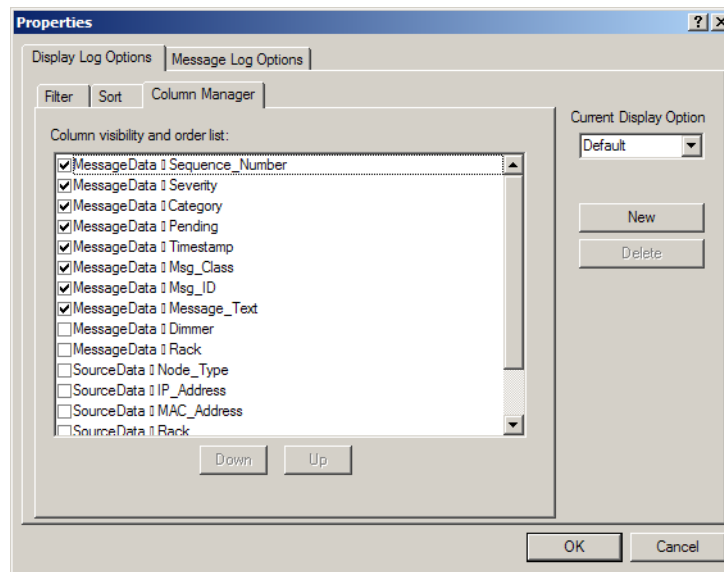 Properties
Display Log Options
Message Log Options
Filter
Sort
Column Manager
Current Display Option
Default
Column visibility and order list:
MessageData ▯ Sequence_Number
MessageData ▯ Severity
MessageData ▯ Category
MessageData ▯ Pending
MessageData ▯ Timestamp
MessageData ▯ Msg_Class
MessageData ▯ Msg_ID
MessageData ▯ Message_Text
MessageData ▯ Dimmer
MessageData ▯ Rack
SourceData ▯ Node_Type
SourceData ▯ IP_Address
SourceData ▯ MAC_Address
SourceData ▯ Rack
New
Delete
Down
Up
OK
Cancel